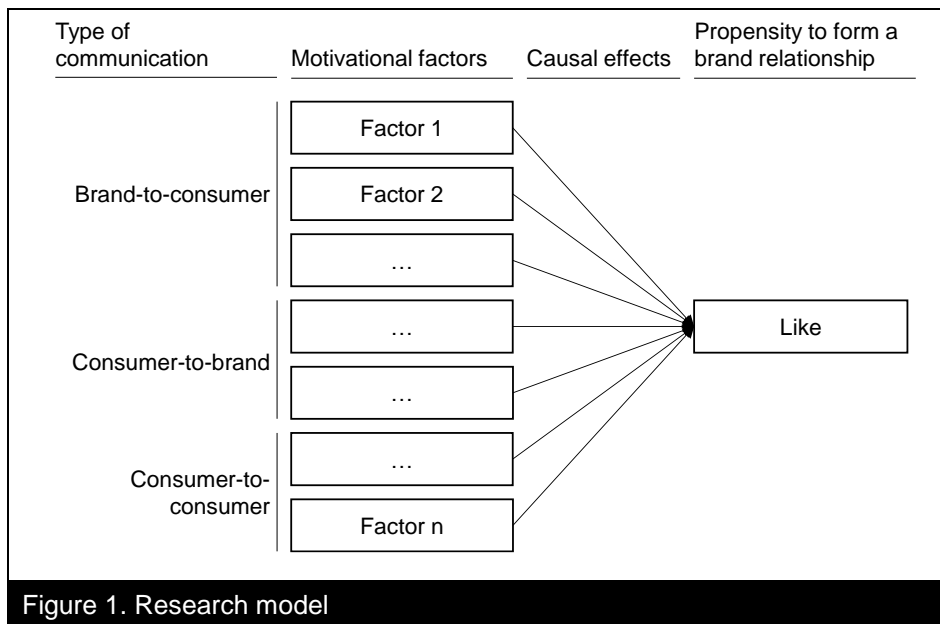 Type of
communication
Motivational factors
Causal effects
Propensity to form a
brand relationship
Factor 1
Brand-to-consumer
Factor 2
…
…
Consumer-to-brand
…
…
Consumer-to-
consumer
Factor n
Like
Figure 1. Research model